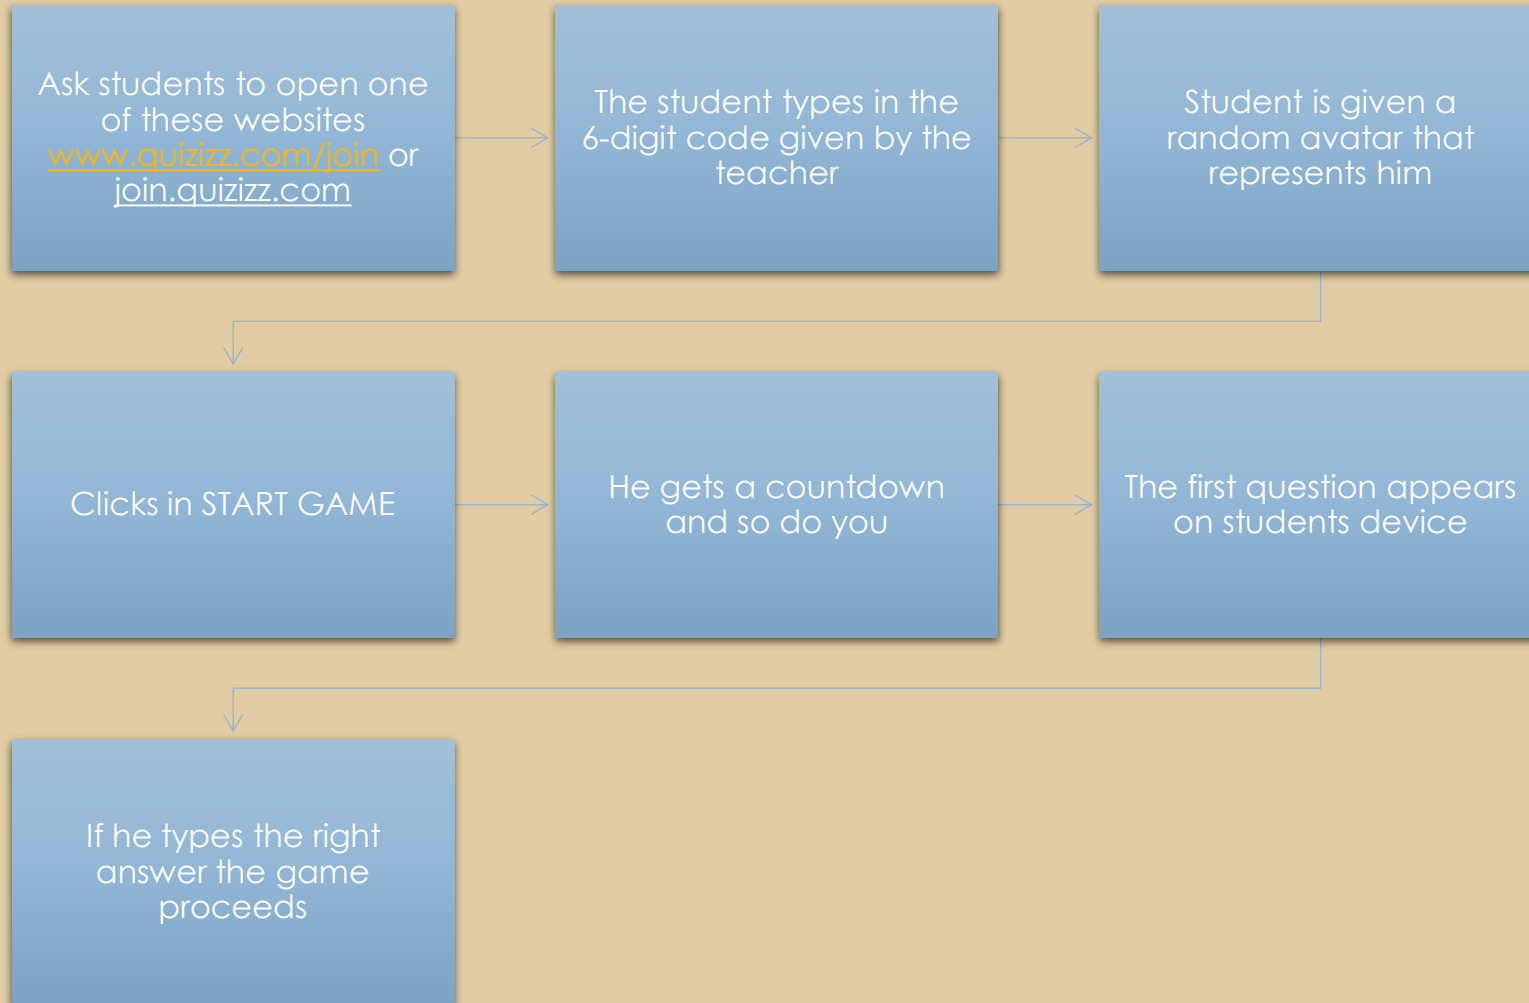 Ask students to open one
of these websites
www.quizizz.com/join or
join.quizizz.com
The student types in the
6-digit code given by the
teacher
Student is given a
random avatar that
represents him
Clicks in START GAME
He gets a countdown
and so do you
The first question appears
on students device
If he types the right
answer the game
proceeds